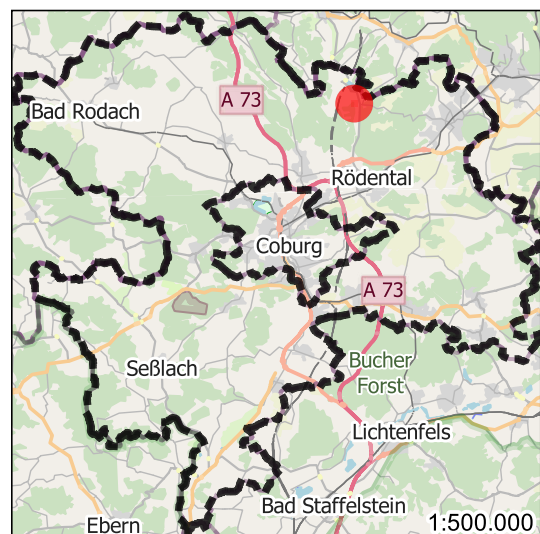 A 73
Bad Rodach
Rödental
Coburg
A 73
Bucher
Forst
Seßlach
Lichtenfels
Bad Staffelstein
Ebern
1:500.000